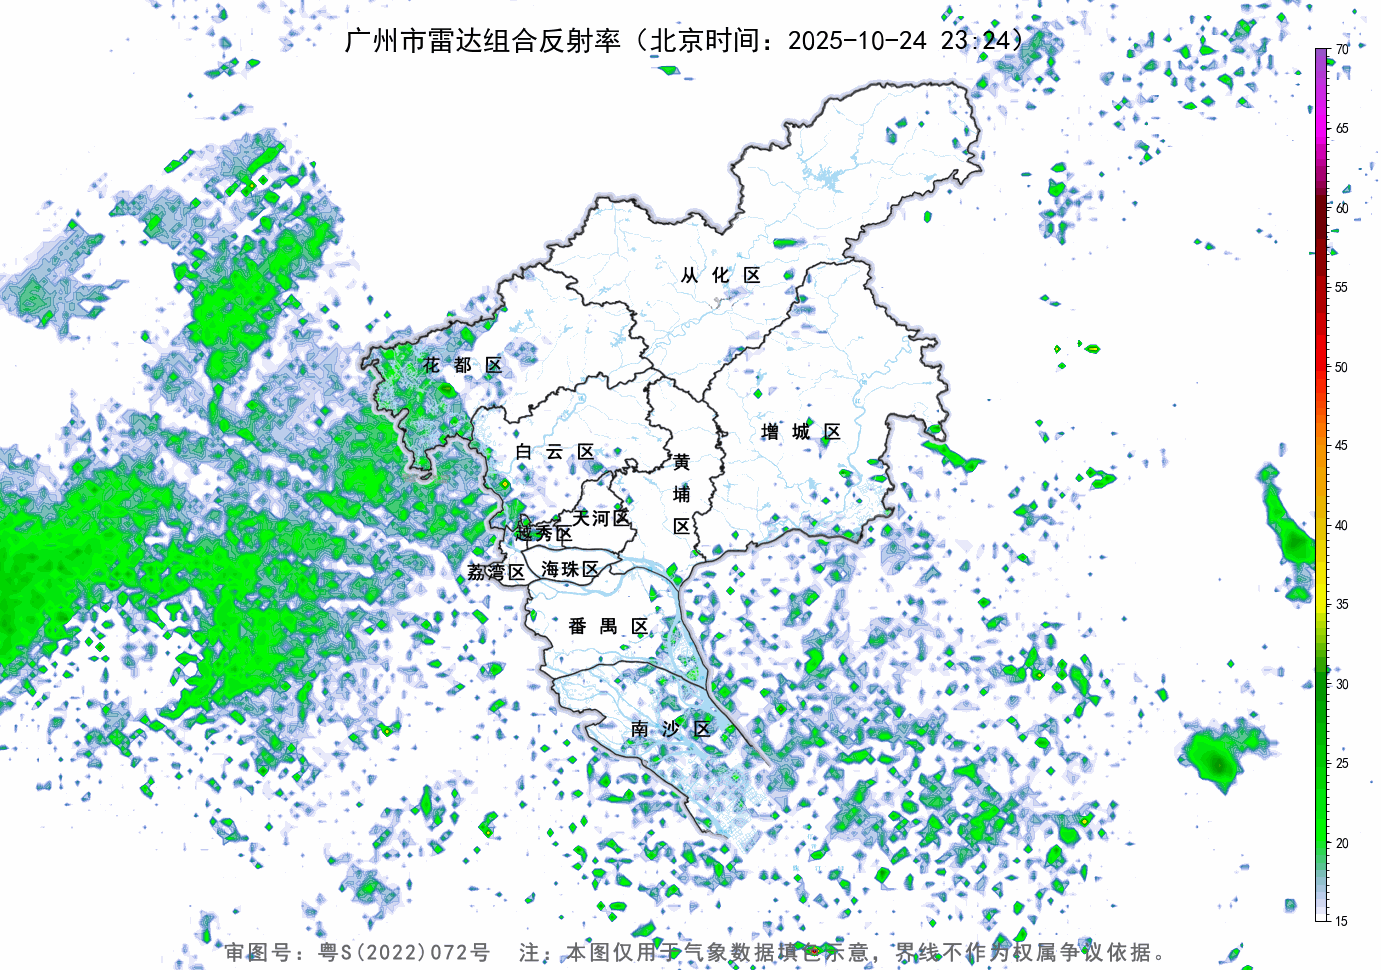 广州市雷达组合反射率（北京时间：2025-10-24 23:24）
70
65
60
55
50
45
40
35
30
25
20
15
从化区
花都区
白云区
增城区
黄埔区
天河区
越秀区
荔湾区
海珠区
番禺区
南沙区
审图号：粤S(2022)072号 注：本图仅用于气象数据填色示意，界线不作为权属争议依据。